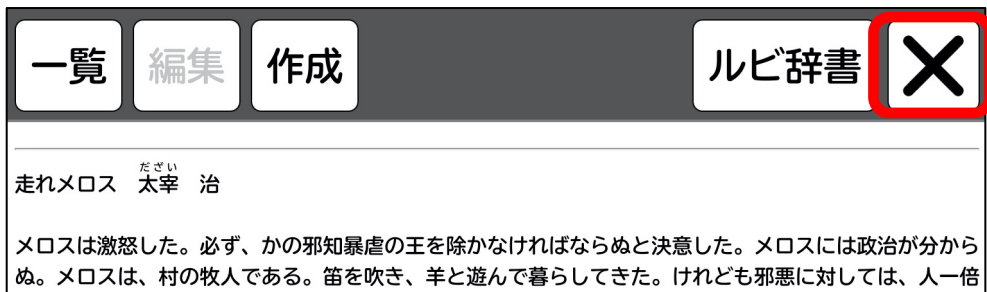 一覧 編集 作成 ルビ辞書 ×
だざい
走れメロス 太宰 治
メロスは激怒した。必ず、かの邪知暴虐の王を除かなければならぬと決意した。メロスには政治が分から
ぬ。メロスは、村の牧人である。笛を吹き、羊と遊んで暮らしてきた。けれども邪悪に対しては、人一倍